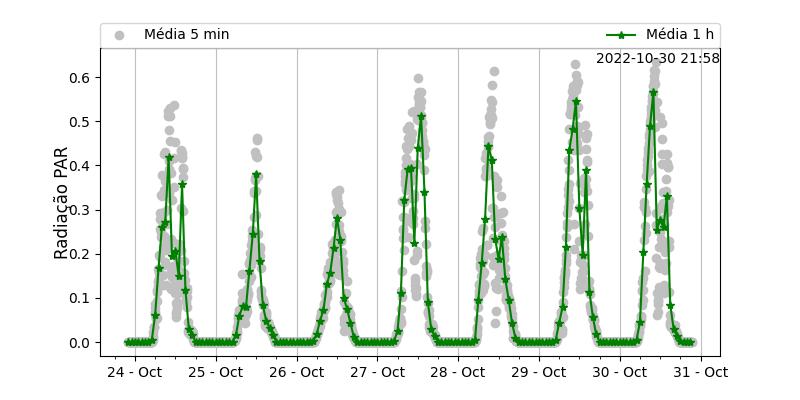 Média 5 min
Média 1 h
2022-10-30 21:58
Radiação PAR
0.6
0.5
0.4
0.3
0.2
0.1
0.0
24 - Oct
25 - Oct
26 - Oct
27 - Oct
28 - Oct
29 - Oct
30 - Oct
31 - Oct